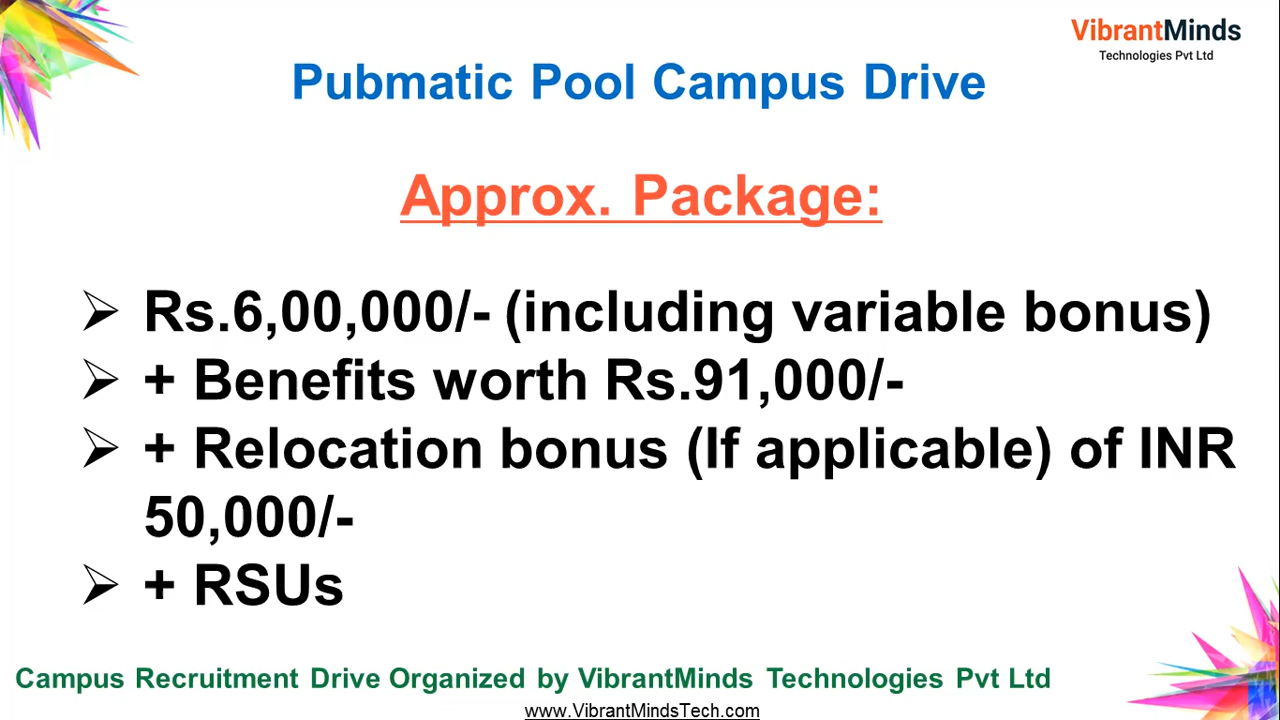 VibrantMinds
Technologies Pvt Ltd
Pubmatic Pool Campus Drive
Approx. Package:
➢ Rs.6,00,000/- (including variable bonus)
➢ + Benefits worth Rs.91,000/-
➢ + Relocation bonus (If applicable) of INR
50,000/-
➢ + RSUs
Campus Recruitment Drive Organized by VibrantMinds Technologies Pvt Ltd
www.VibrantMindsTech.com